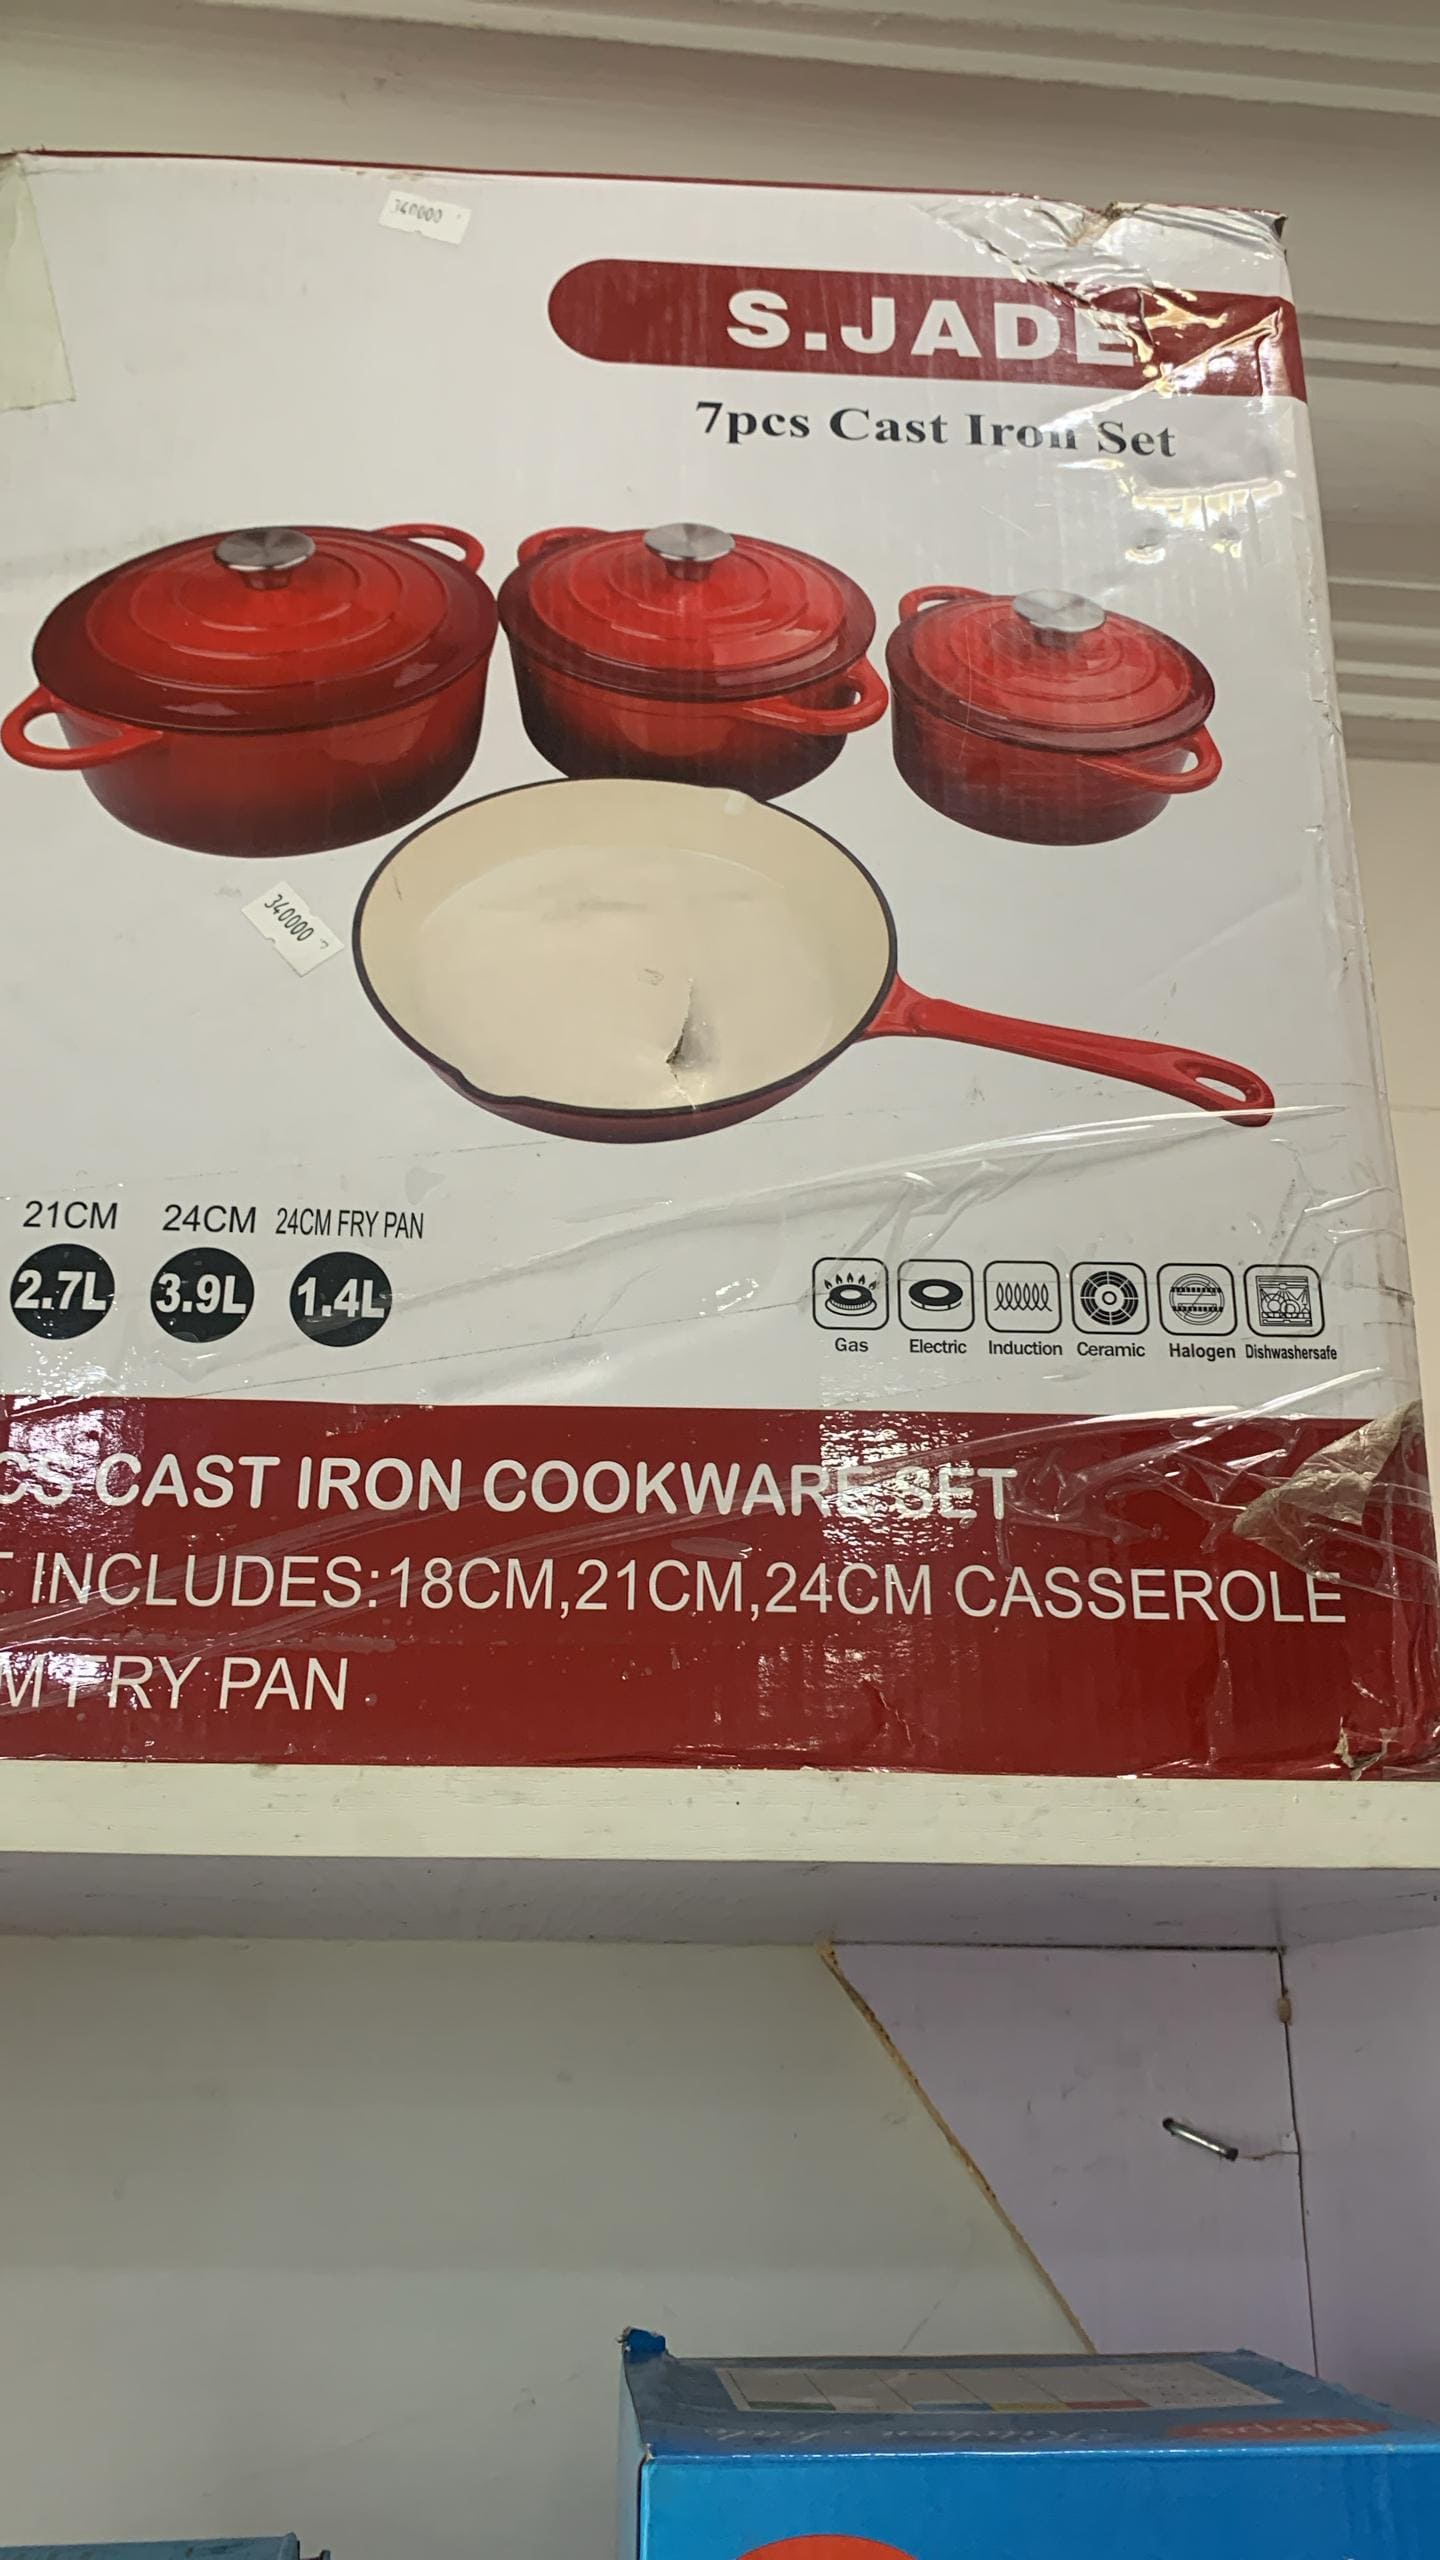 340000
S.JADE
7pcs Cast Iron Set
340000
21CM 24CM 24CM FRY PAN
2.7L 3.9L 1.4L
Gas Electric Induction Ceramic Halogen Dishwashersafe
CS CAST IRON COOKWARE SET
INCLUDES:18CM,21CM,24CM CASSEROLE
M FRY PAN